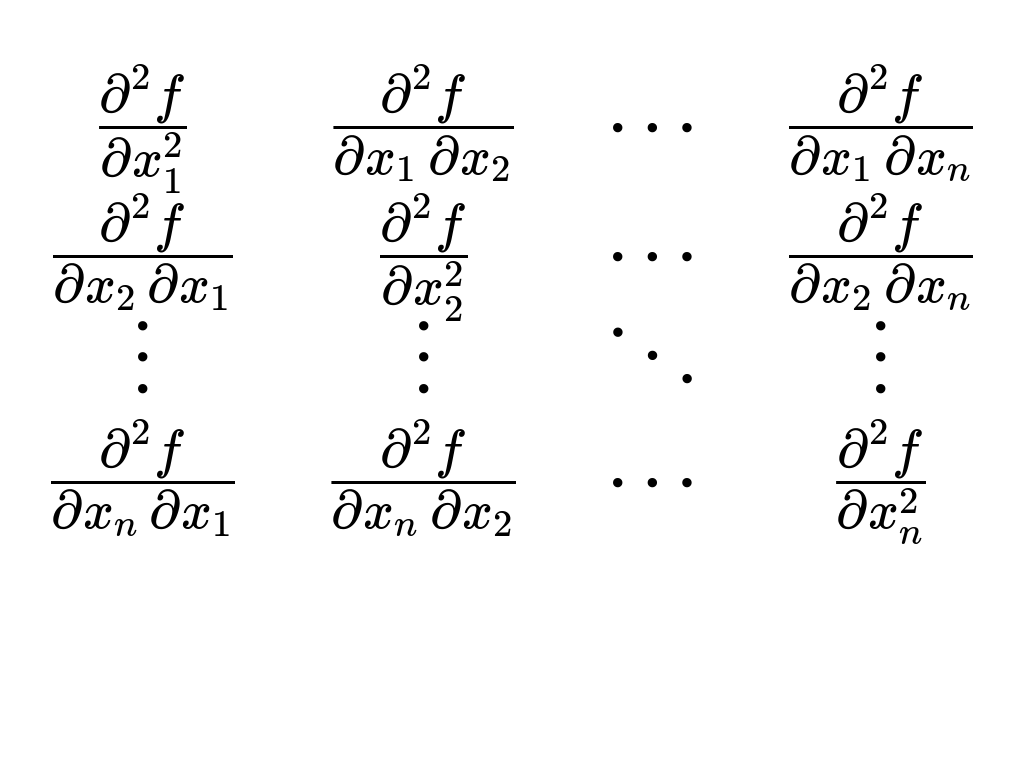 ∂²f/∂x₁² ∂²f/∂x₁ ∂x₂ ⋯ ∂²f/∂x₁ ∂xₙ
∂²f/∂x₂ ∂x₁ ∂²f/∂x₂² ⋯ ∂²f/∂x₂ ∂xₙ
⋮ ⋮ ⋱ ⋮
∂²f/∂xₙ ∂x₁ ∂²f/∂xₙ ∂x₂ ⋯ ∂²f/∂xₙ²